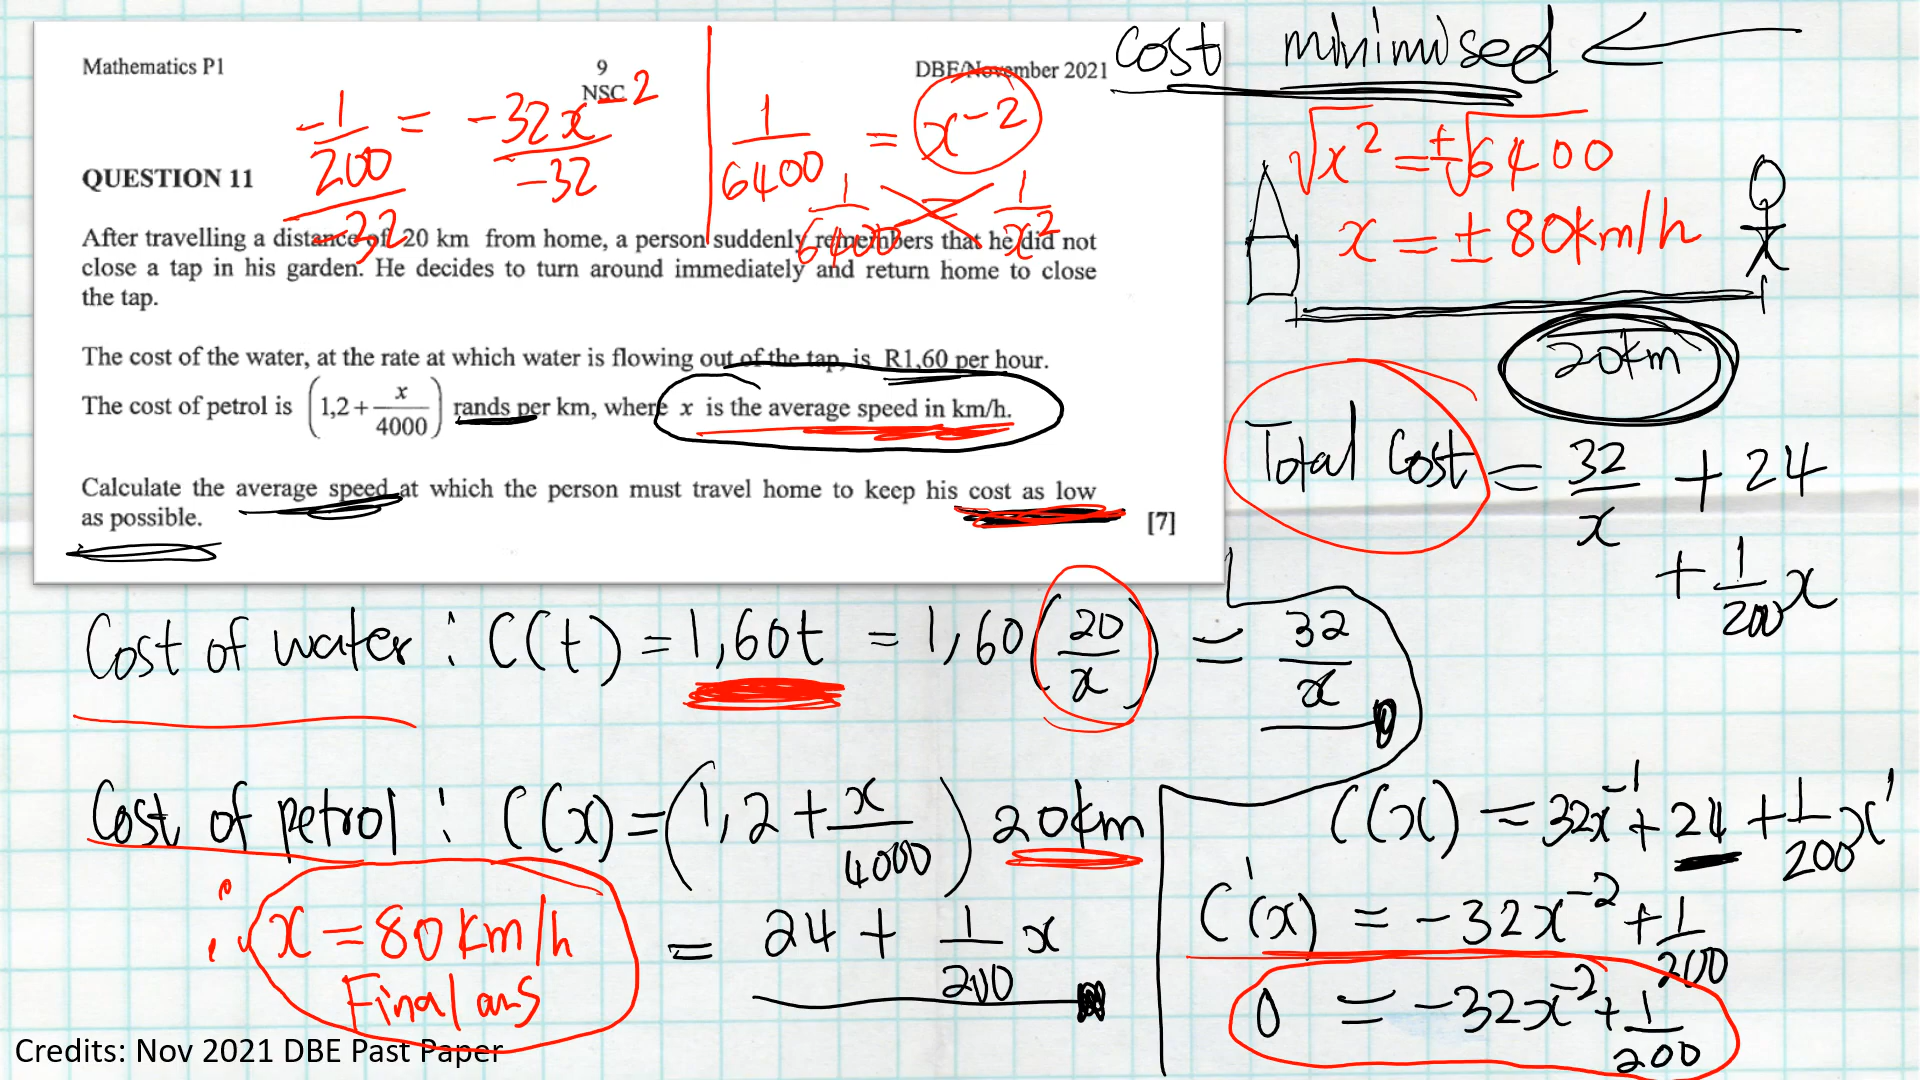 Mathematics P1
9
NSC
DBE/November 2021
QUESTION 11
After travelling a distance of 20 km from home, a person suddenly remembers that he did not
close a tap in his garden. He decides to turn around immediately and return home to close
the tap.
The cost of the water, at the rate at which water is flowing out of the tap, is R1,60 per hour.
The cost of petrol is (1,2 + x/4000) rands per km, where x is the average speed in km/h.
Calculate the average speed at which the person must travel home to keep his cost as low
as possible.
[7]
-1/200 / -32 = -32x^-2 / -32
1/6400 = x^-2
1/6400 = 1/x²
Cost minimised
√x² = ±√6400
x = ± 80km/h
20km
Total Cost = 32/x + 24
+ 1/200 x
Cost of water : C(t) = 1,60t = 1,60(20/x) = 32/x
Cost of petrol : C(x) = (1,2 + x/4000) 20km
= 24 + 1/200 x
C(x) = 32x^-1 + 24 + 1/200 x^1
C'(x) = -32x^-2 + 1/200
0 = -32x^-2 + 1/200
∴ x = 80km/h
Final ans
Credits: Nov 2021 DBE Past Paper